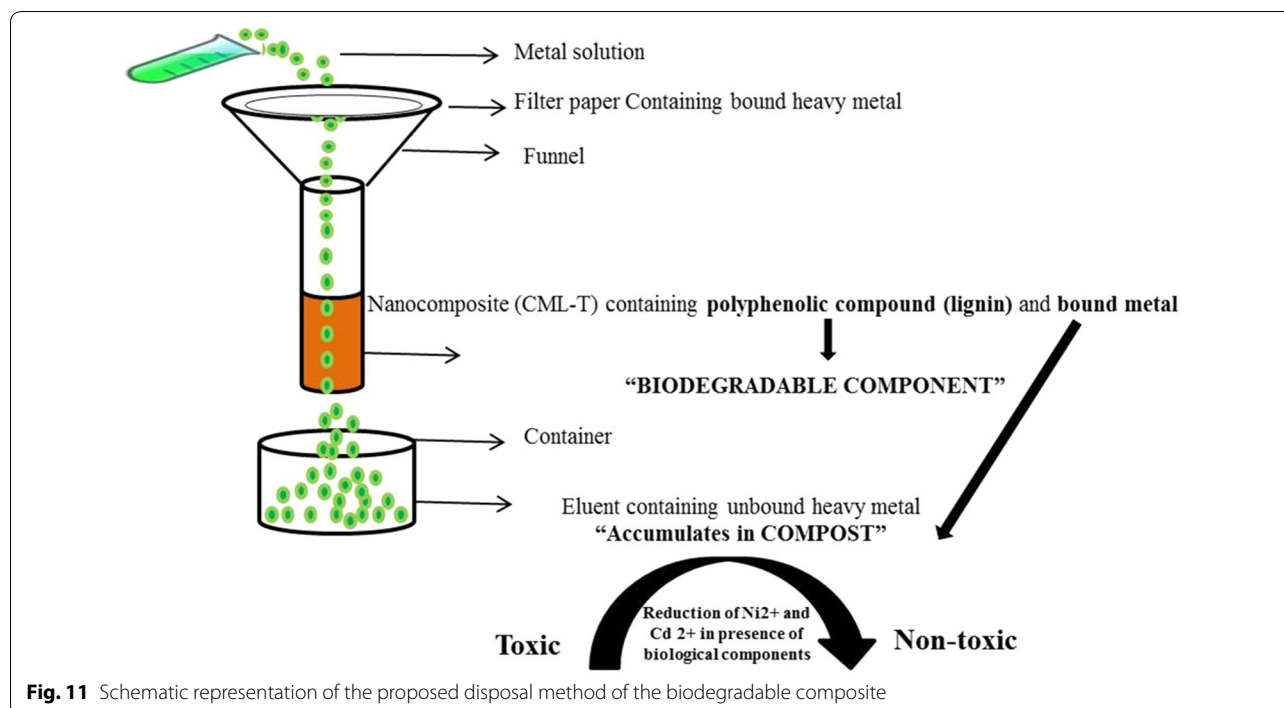 Metal solution
Filter paper Containing bound heavy metal
Funnel
Nanocomposite (CML-T) containing polyphenolic compound (lignin) and bound metal
“BIODEGRADABLE COMPONENT”
Container
Eluent containing unbound heavy metal
“Accumulates in COMPOST”
Toxic
Reduction of Ni2+ and
Cd 2+ in presence of
biological components
Non-toxic
Fig. 11 Schematic representation of the proposed disposal method of the biodegradable composite